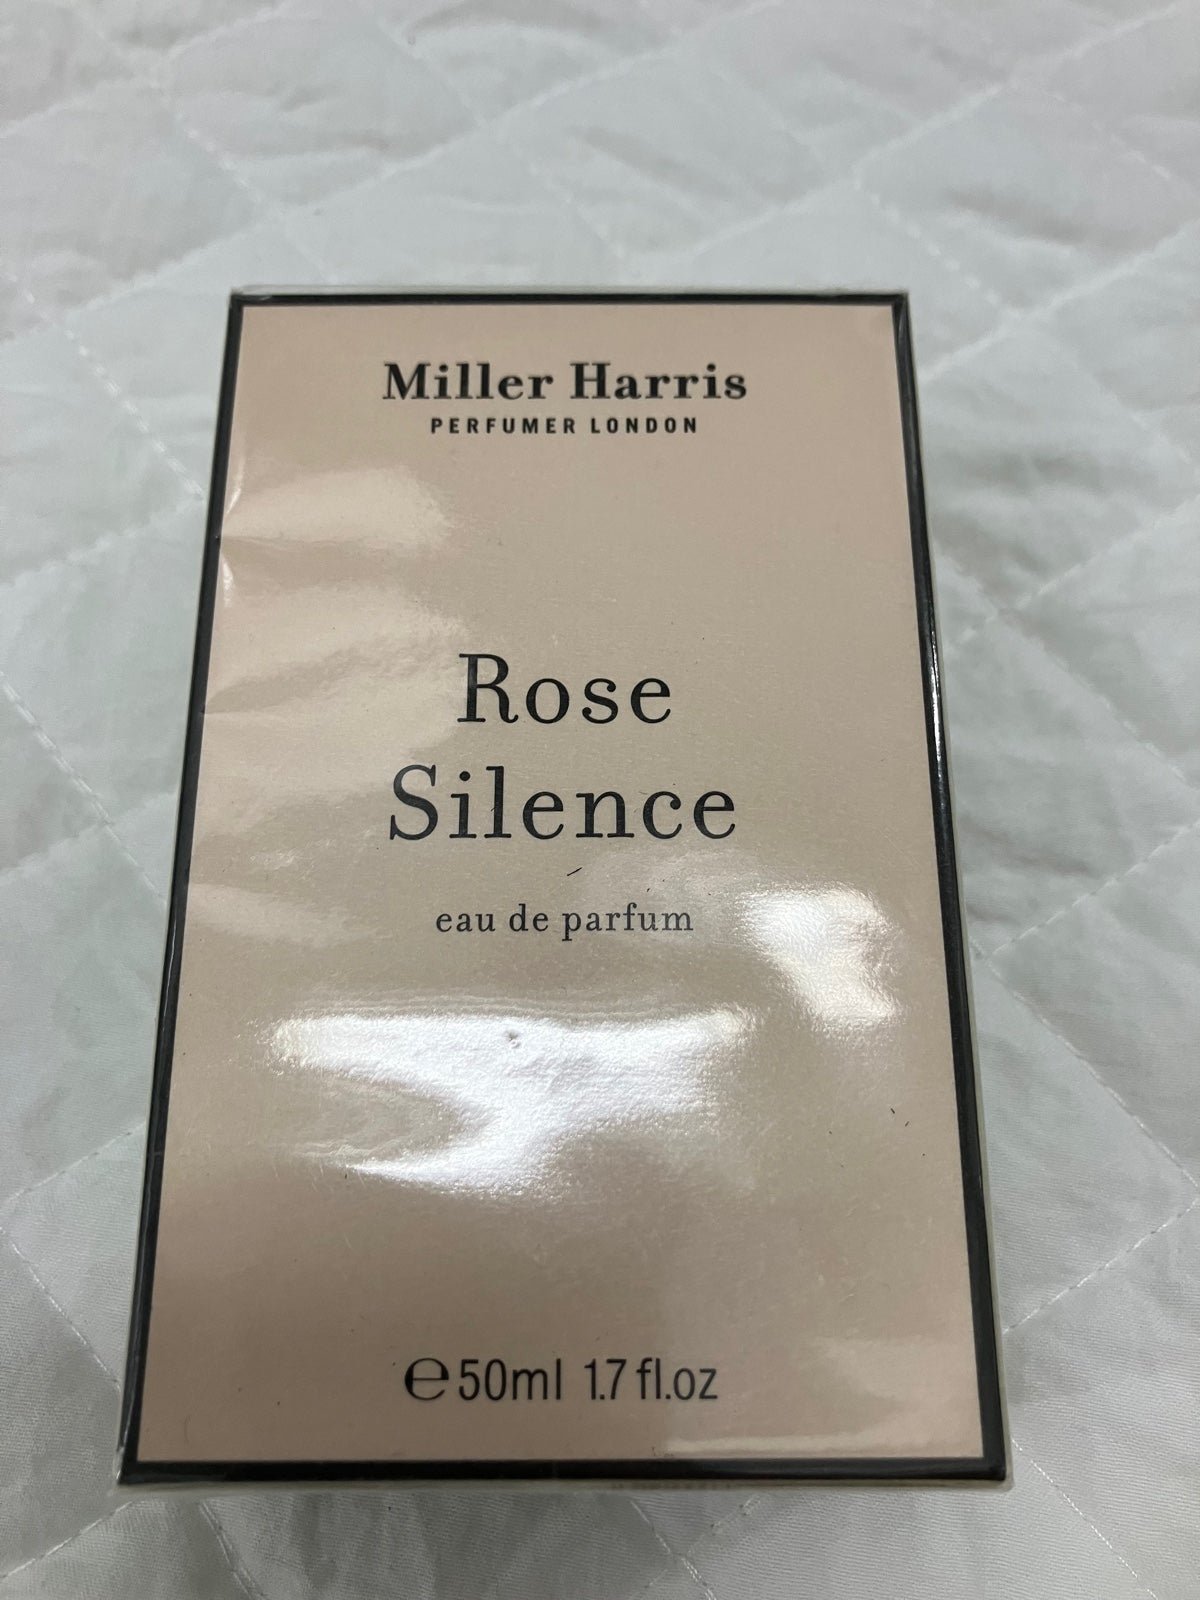 Miller Harris
PERFUMER LONDON
Rose
Silence
eau de parfum
℮50ml 1.7 fl.oz